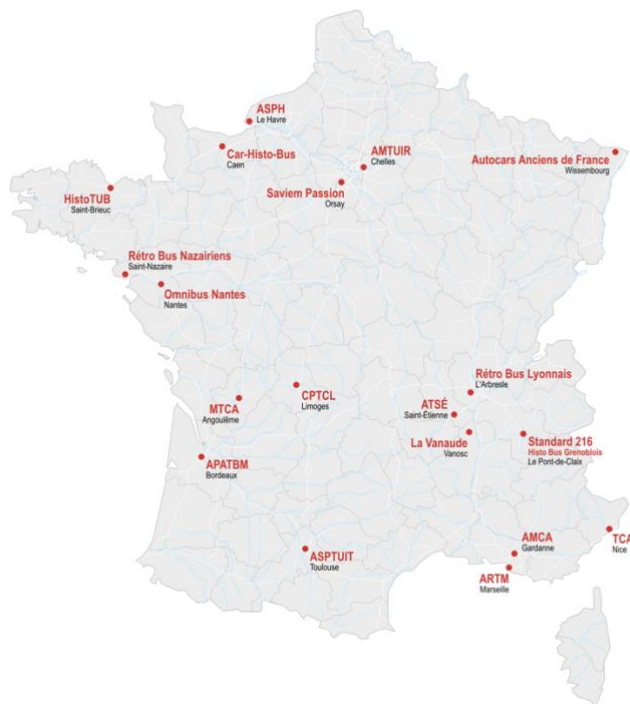 ASPH
Le Havre
Car-Histo-Bus
Caen
AMTUIR
Chelles
Autocars Anciens de France
Wissembourg
Saviem Passion
Orsay
HistoTUB
Saint-Brieuc
Rétro Bus Nazairiens
Saint-Nazaire
Omnibus Nantes
Nantes
Rétro Bus Lyonnais
L'Arbresle
CPTCL
Limoges
MTCA
Angoulême
ATSÉ
Saint-Étienne
La Vanaude
Vanosc
Standard 216
Histo Bus Grenoblois
Le Pont-de-Claix
APATBM
Bordeaux
ASPTUIT
Toulouse
AMCA
Gardanne
TCA
Nice
ARTM
Marseille